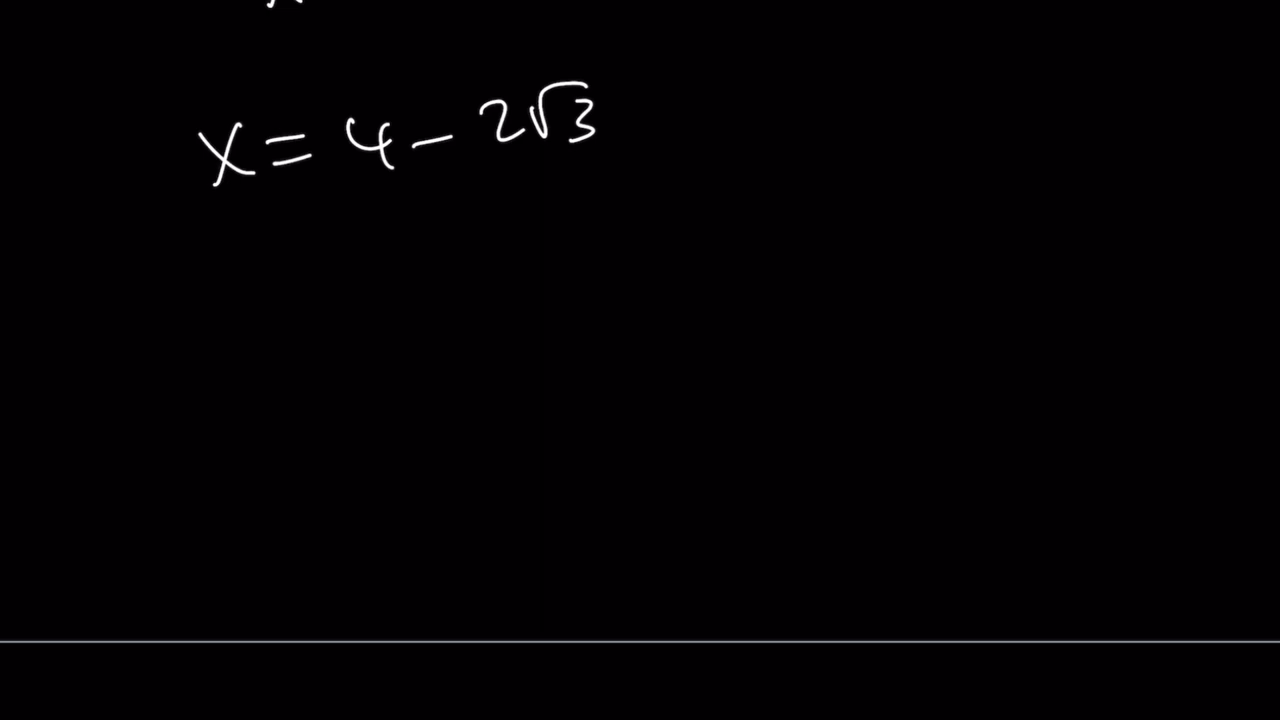 x = 4 - 2√3